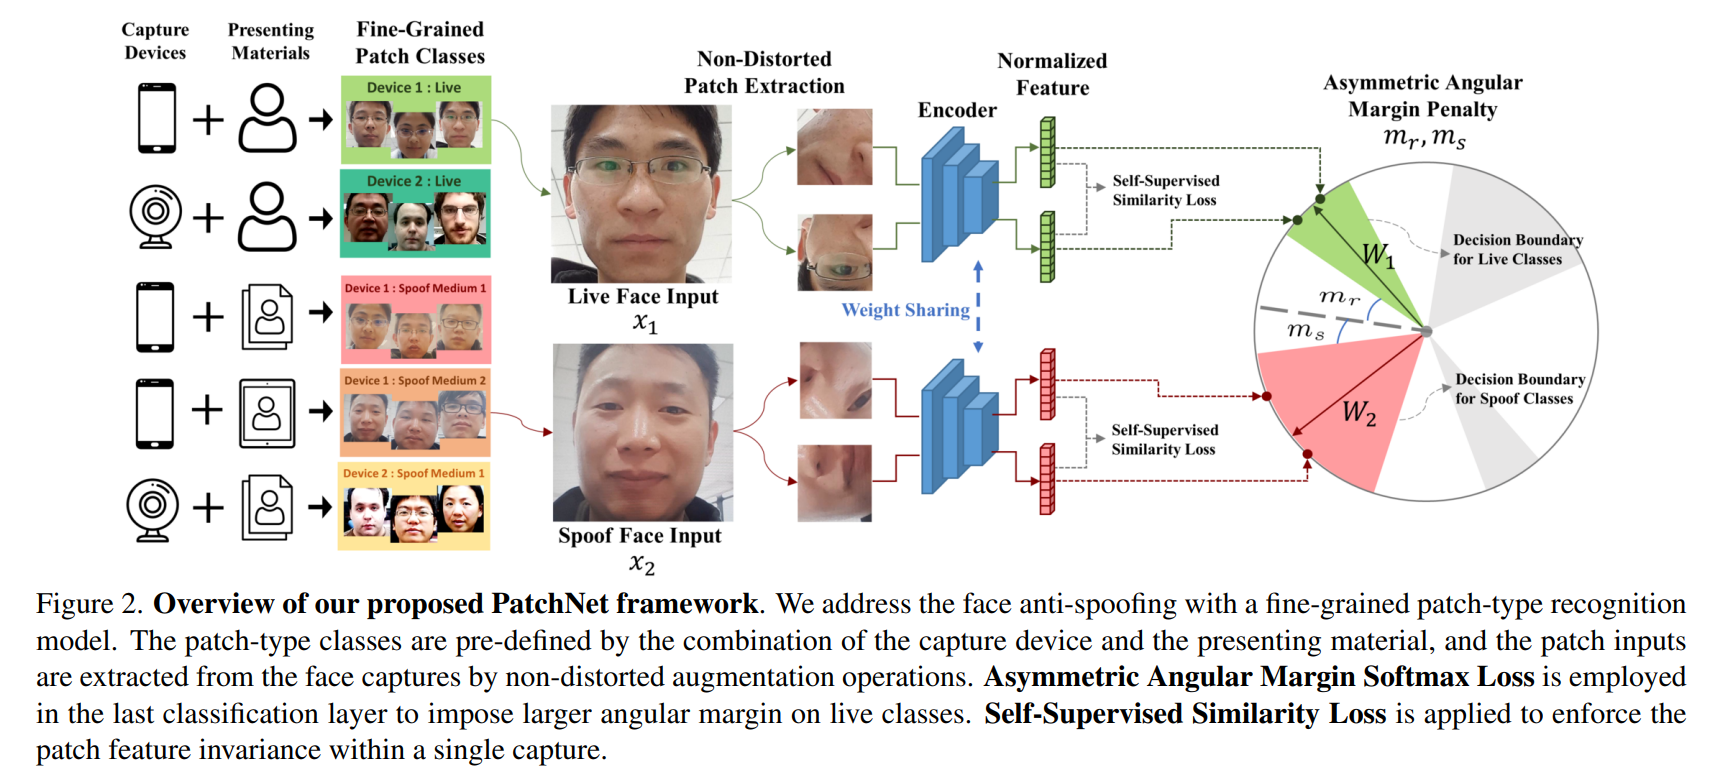 Capture
Devices
Presenting
Materials
Fine-Grained
Patch Classes
Device 1 : Live
Device 2 : Live
Device 1 : Spoof Medium 1
Device 1 : Spoof Medium 2
Device 2 : Spoof Medium 1
Non-Distorted
Patch Extraction
Live Face Input
x₁
Spoof Face Input
x₂
Encoder
Weight Sharing
Normalized
Feature
Self-Supervised
Similarity Loss
Self-Supervised
Similarity Loss
Asymmetric Angular
Margin Penalty
mᵣ, mₛ
W₁
Decision Boundary
for Live Classes
mᵣ
mₛ
W₂
Decision Boundary
for Spoof Classes
Figure 2. Overview of our proposed PatchNet framework. We address the face anti-spoofing with a fine-grained patch-type recognition
model. The patch-type classes are pre-defined by the combination of the capture device and the presenting material, and the patch inputs
are extracted from the face captures by non-distorted augmentation operations. Asymmetric Angular Margin Softmax Loss is employed
in the last classification layer to impose larger angular margin on live classes. Self-Supervised Similarity Loss is applied to enforce the
patch feature invariance within a single capture.